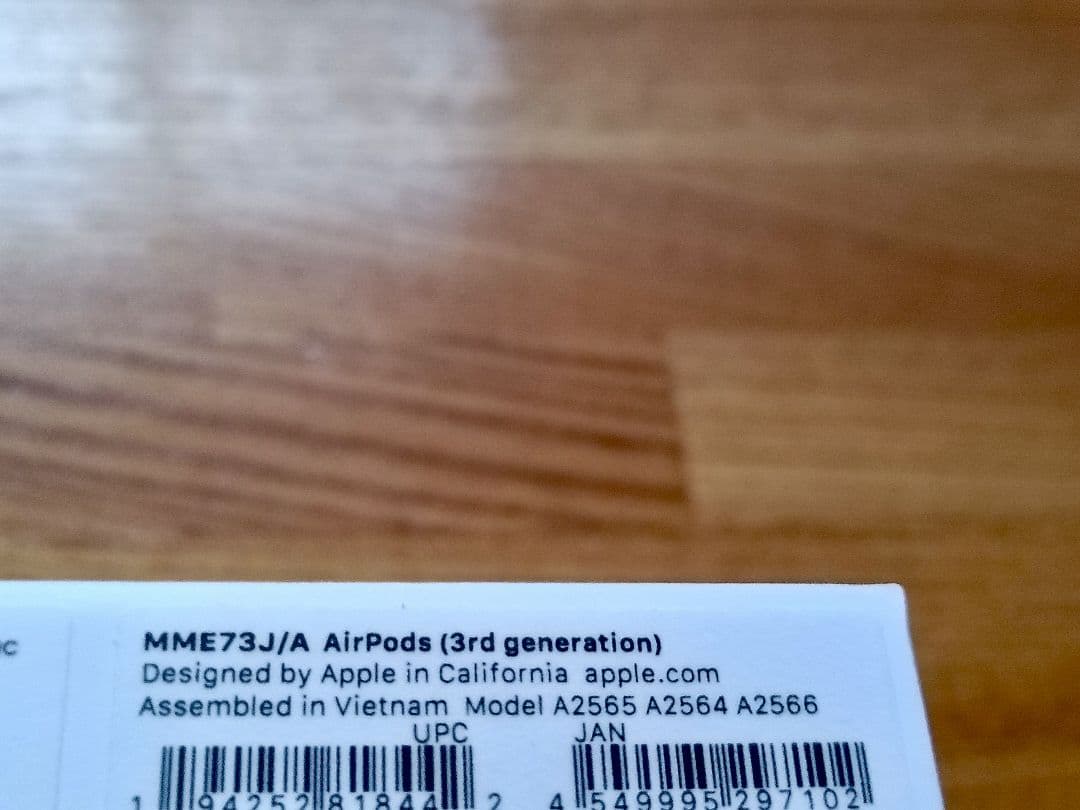 MME73J/A AirPods (3rd generation)
Designed by Apple in California apple.com
Assembled in Vietnam Model A2565 A2564 A2566
UPC JAN
1 94252 81844 2 4 549995 297102